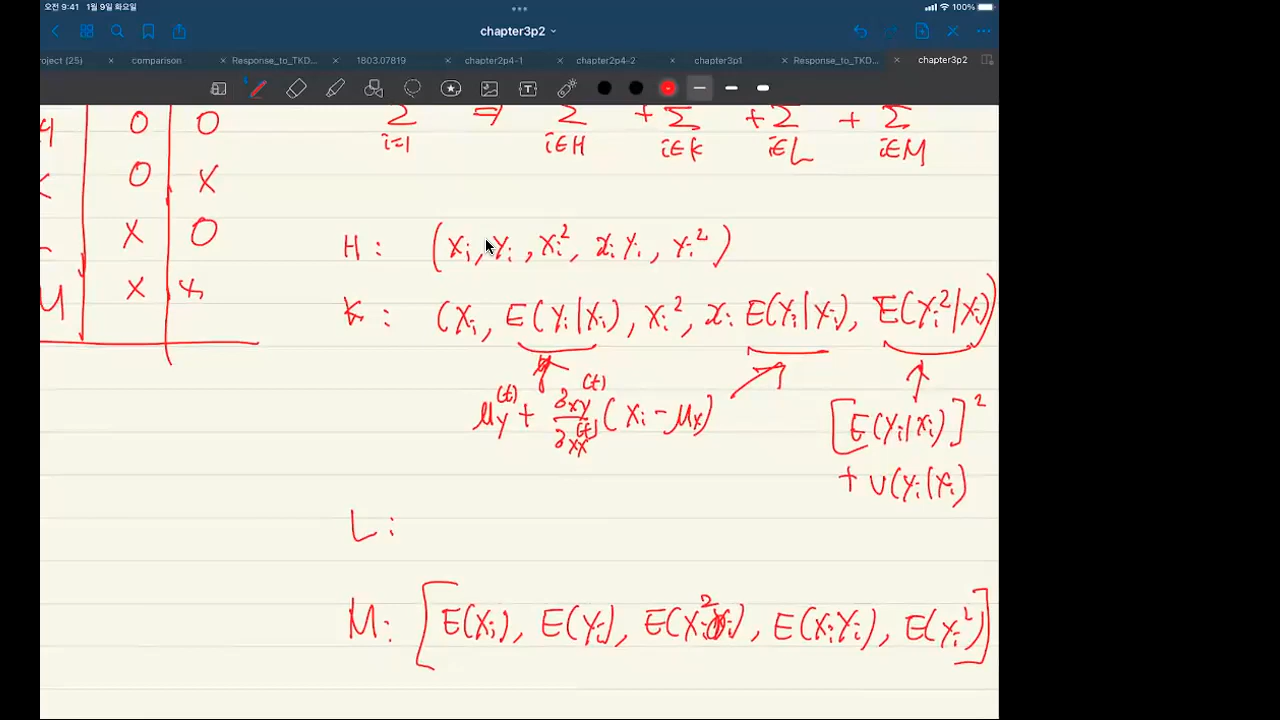 오전 9:41 1월 9일 화요일
100%
chapter3p2
roject (25) comparison Response_to_TKD... 1803.07819 chapter2p4-1 chapter2p4-2 chapter3p1 Response_to_TKD... chapter3p2
Σ i=1 ⇒ Σ i∈H + Σ i∈K + Σ i∈L + Σ i∈M
O O
O X
X O
M X X
H : (Xi, Yi, Xi², Xi Yi, Yi²)
K : (Xi, E(Yi|Xi), Xi², Xi E(Yi|Xi), E(Yi²|Xi))
μy^(t) + σxy^(t)/σxx^(t) (Xi - μx)
[E(Yi|Xi)]²
+ V(Yi|Xi)
L :
M : [E(Xi), E(Yi), E(Xi²), E(XiYi), E(Yi²)]